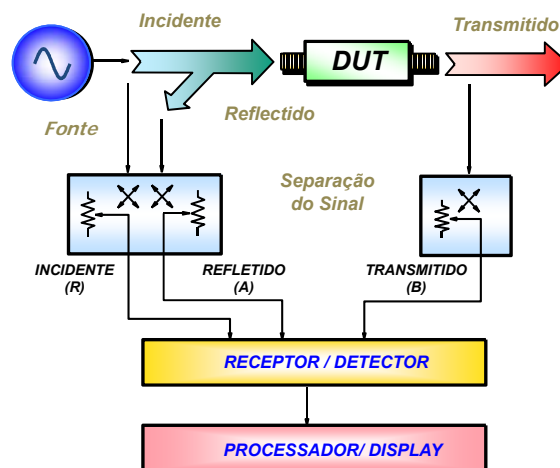 Incidente
Transmitido
DUT
Reflectido
Fonte
Separação
do Sinal
INCIDENTE
(R)
REFLETIDO
(A)
TRANSMITIDO
(B)
RECEPTOR / DETECTOR
PROCESSADOR/ DISPLAY